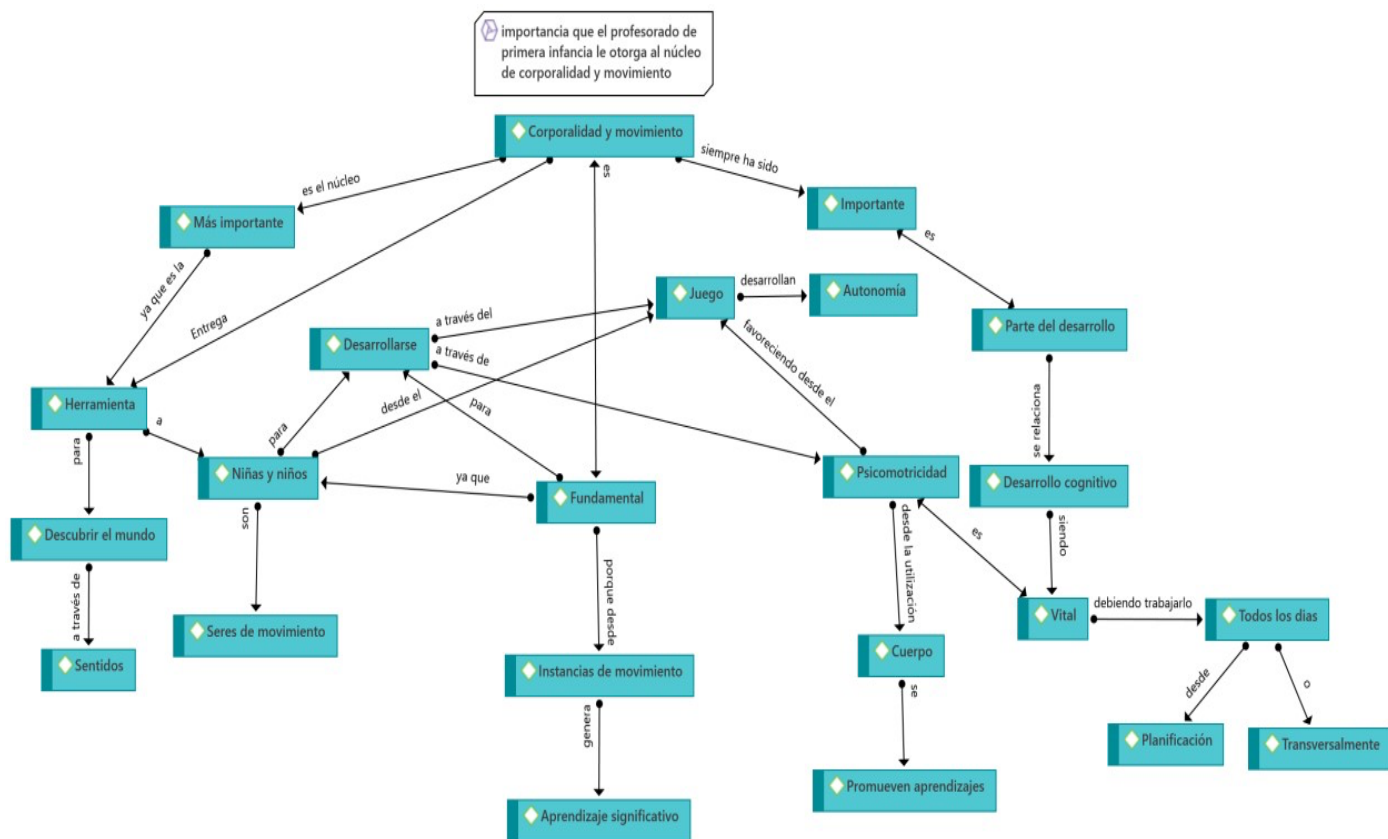 importancia que el profesorado de
primera infancia le otorga al núcleo
de corporalidad y movimiento
Corporalidad y movimiento
siempre ha sido
es
es el núcleo
Más importante
Importante
es
ya que es la
Entrega
Juego
desarrollan
Autonomía
a través del
Parte del desarrollo
Desarrollarse
a través de
favoreciendo desde el
Herramienta
a
desde el
para
para
se relaciona
para
Niñas y niños
ya que
Fundamental
Psicomotricidad
Desarrollo cognitivo
son
Descubrir el mundo
porque desde
desde la utilización
es
siendo
a través de
Seres de movimiento
Vital
debiendo trabajarlo
Todos los dias
Sentidos
Instancias de movimiento
Cuerpo
desde
o
genera
se
Planificación
Transversalmente
Promueven aprendizajes
Aprendizaje significativo